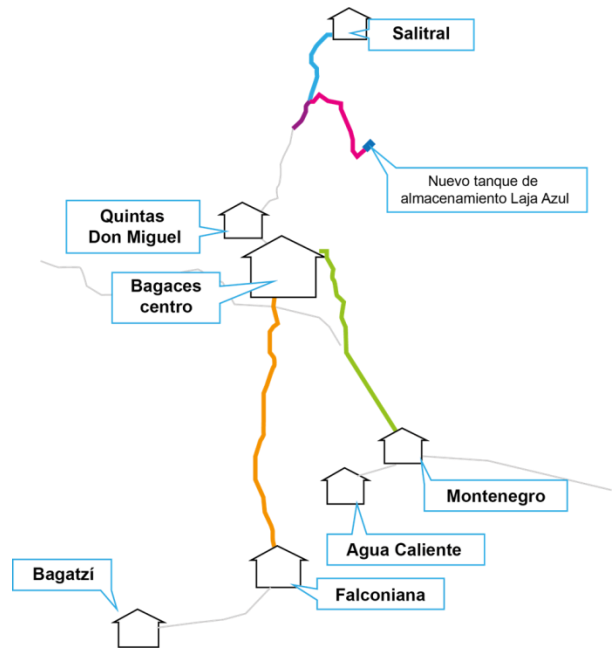 Salitral
Nuevo tanque de
almacenamiento Laja Azul
Quintas
Don Miguel
Bagaces
centro
Montenegro
Agua Caliente
Bagatzí
Falconiana